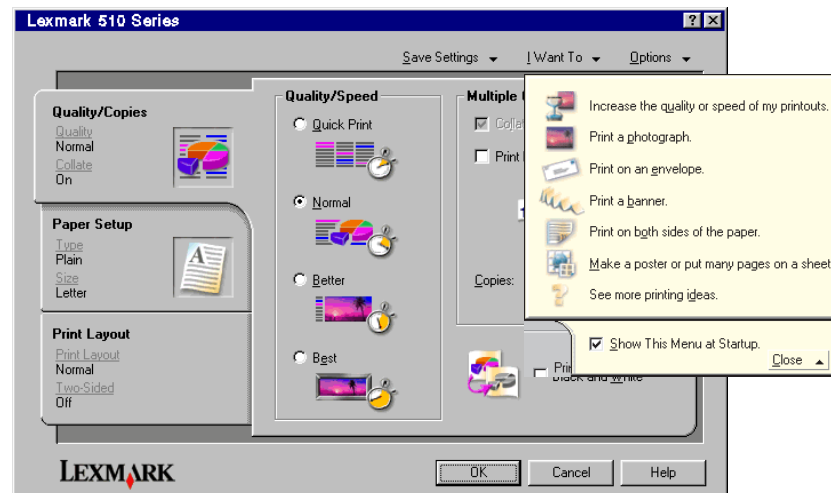 Lexmark 510 Series
Save Settings
I Want To
Options
Quality/Copies
Quality
Normal
Collate
On
Paper Setup
Type
Plain
Size
Letter
Print Layout
Print Layout
Normal
Two-Sided
Off
Quality/Speed
Quick Print
Normal
Better
Best
Multiple
Print
Copies:
Black and White
Increase the quality or speed of my printouts.
Print a photograph.
Print on an envelope.
Print a banner.
Print on both sides of the paper.
Make a poster or put many pages on a sheet
See more printing ideas.
Show This Menu at Startup.
Close
LEXMARK
OK
Cancel
Help